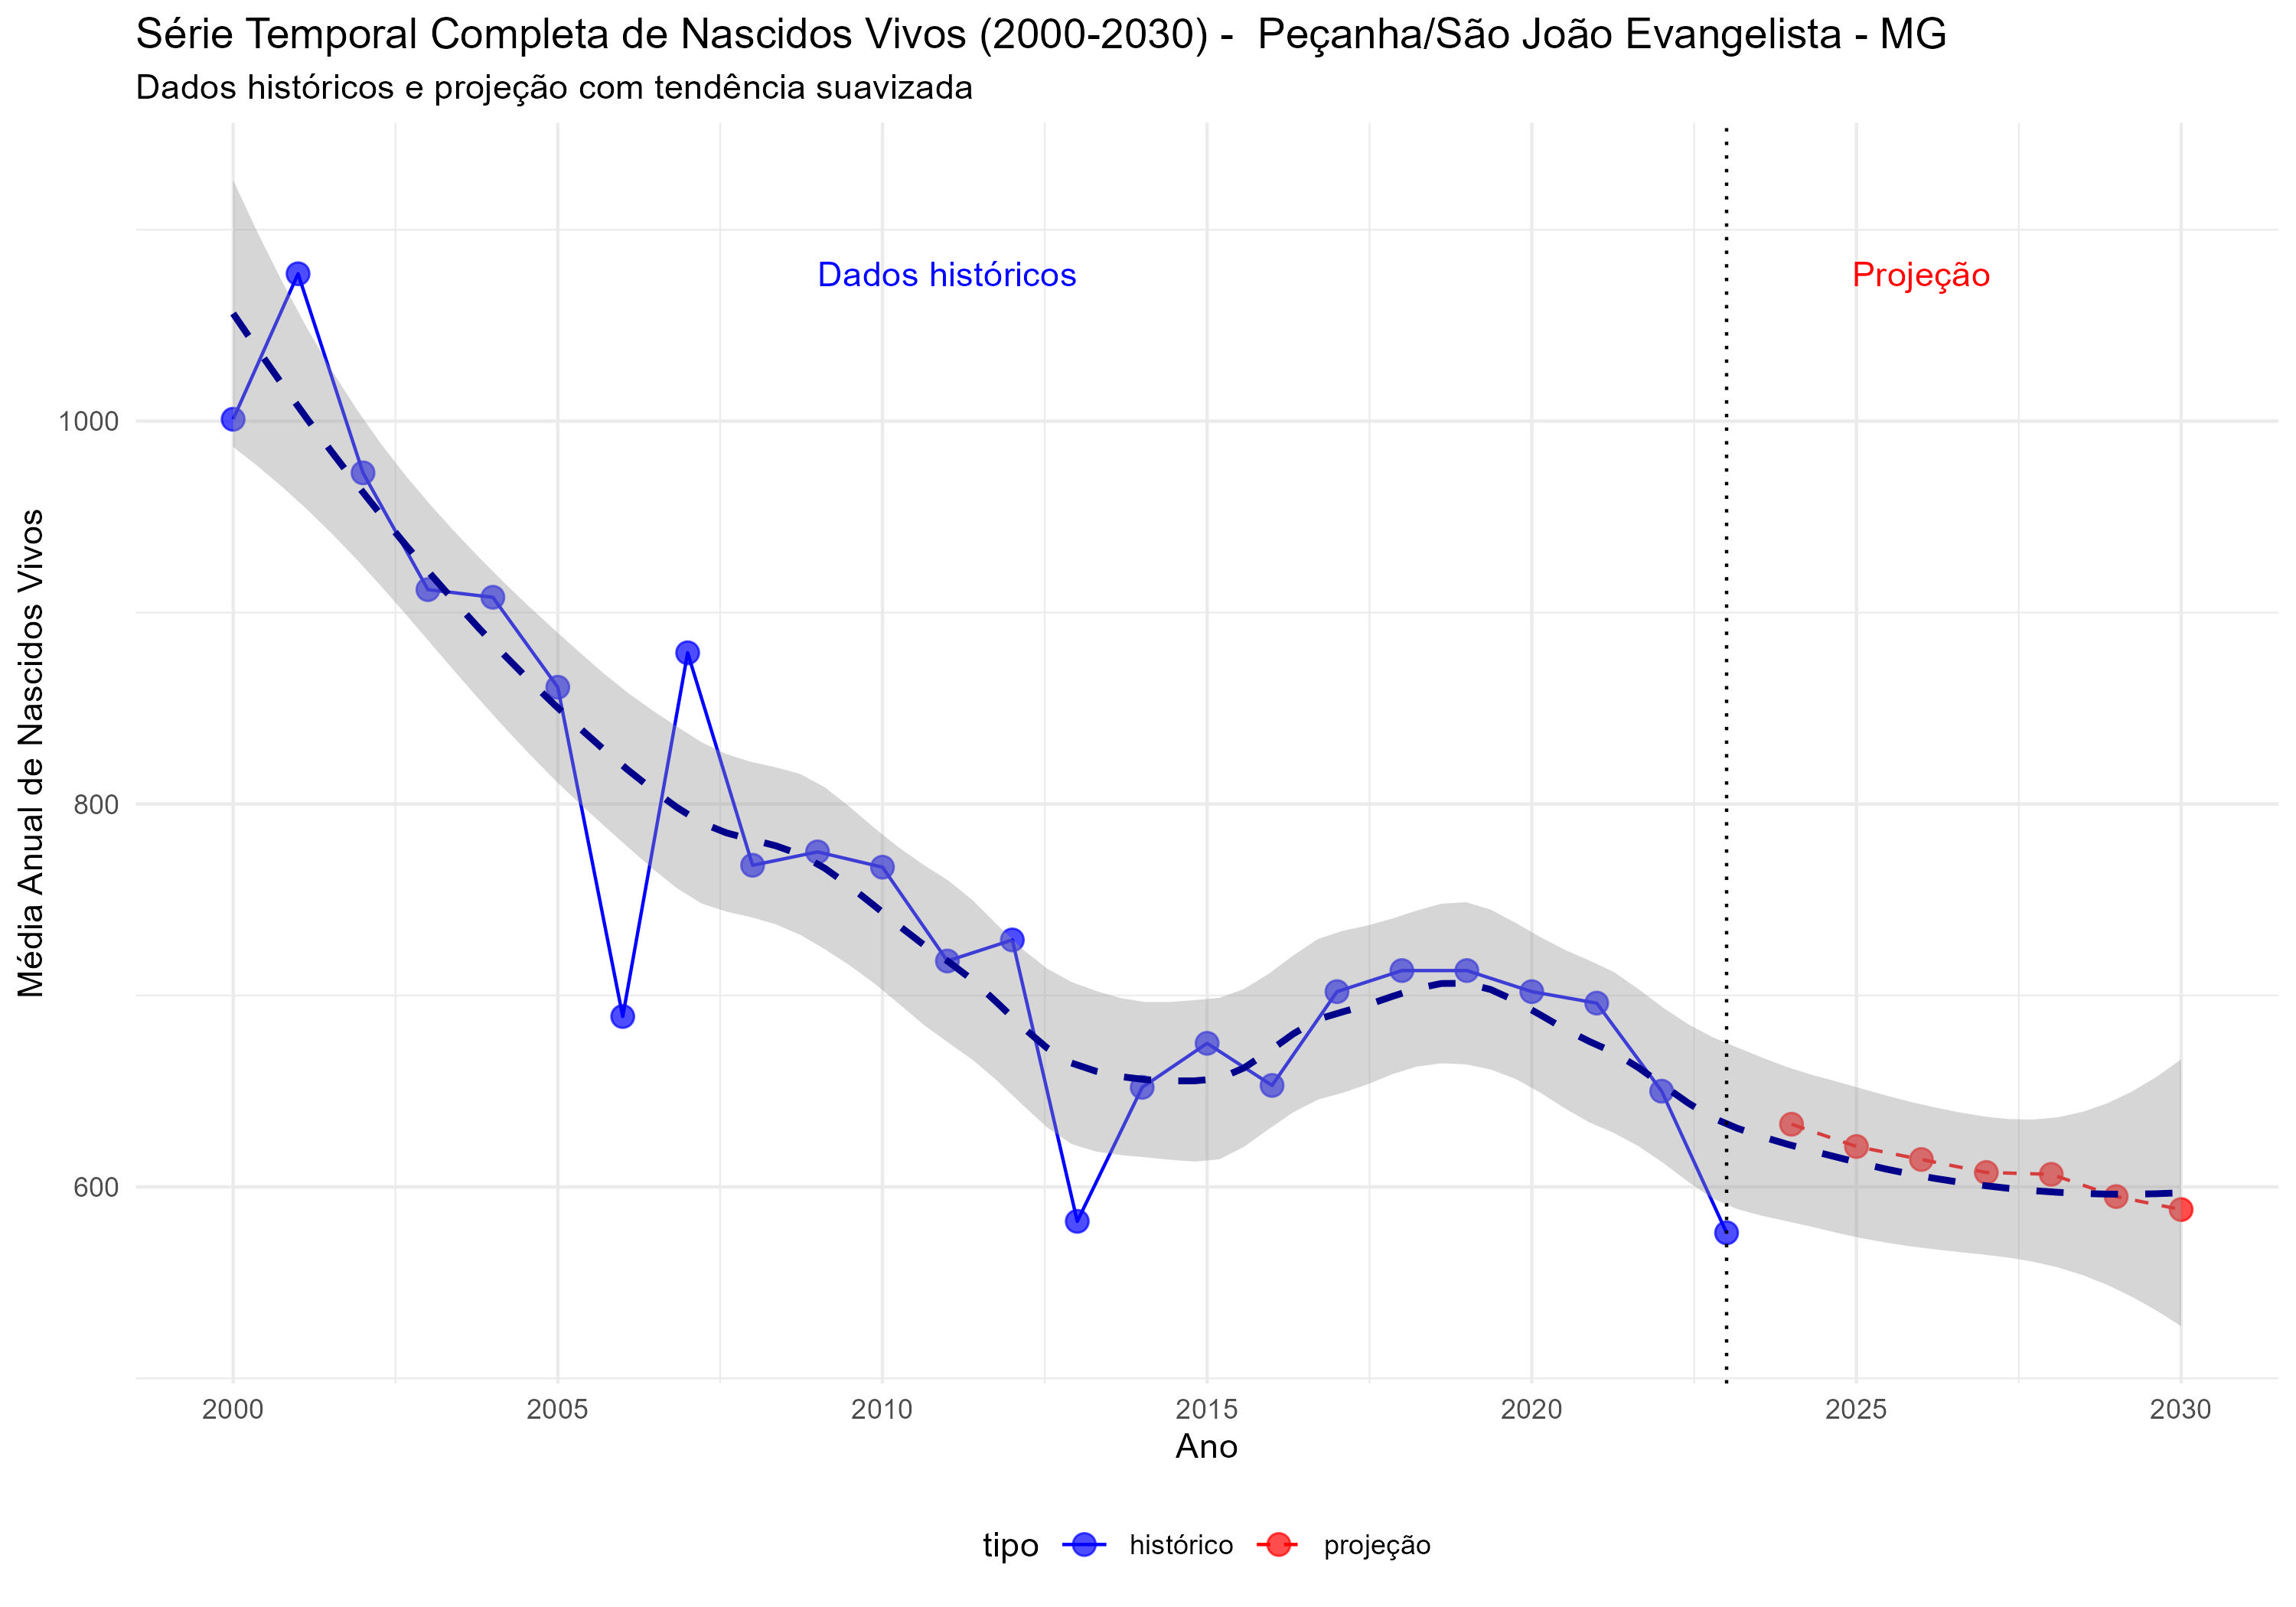 Série Temporal Completa de Nascidos Vivos (2000-2030) -  Peçanha/São João Evangelista - MG
Dados históricos e projeção com tendência suavizada
Dados históricos
Projeção
Média Anual de Nascidos Vivos
1000
800
600
2000 2005 2010 2015 2020 2025 2030
Ano
tipo histórico projeção